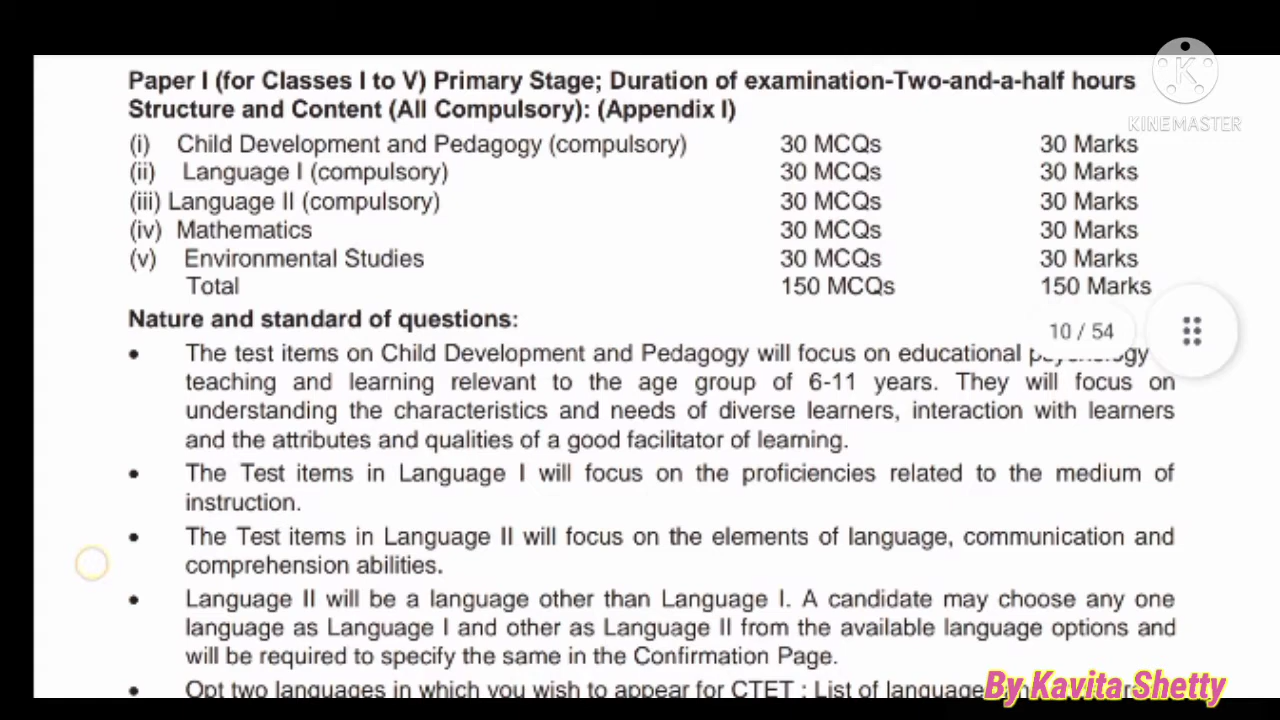 Paper I (for Classes I to V) Primary Stage; Duration of examination-Two-and-a-half hours
Structure and Content (All Compulsory): (Appendix I)
KINEMASTER
(i) Child Development and Pedagogy (compulsory) 30 MCQs 30 Marks
(ii) Language I (compulsory) 30 MCQs 30 Marks
(iii) Language II (compulsory) 30 MCQs 30 Marks
(iv) Mathematics 30 MCQs 30 Marks
(v) Environmental Studies 30 MCQs 30 Marks
Total 150 MCQs 150 Marks
Nature and standard of questions:
10 / 54
• The test items on Child Development and Pedagogy will focus on educational
teaching and learning relevant to the age group of 6-11 years. They will focus on
understanding the characteristics and needs of diverse learners, interaction with learners
and the attributes and qualities of a good facilitator of learning.
• The Test items in Language I will focus on the proficiencies related to the medium of
instruction.
• The Test items in Language II will focus on the elements of language, communication and
comprehension abilities.
• Language II will be a language other than Language I. A candidate may choose any one
language as Language I and other as Language II from the available language options and
will be required to specify the same in the Confirmation Page.
• Opt two languages in which you wish to appear for CTET : List of language
By Kavita Shetty